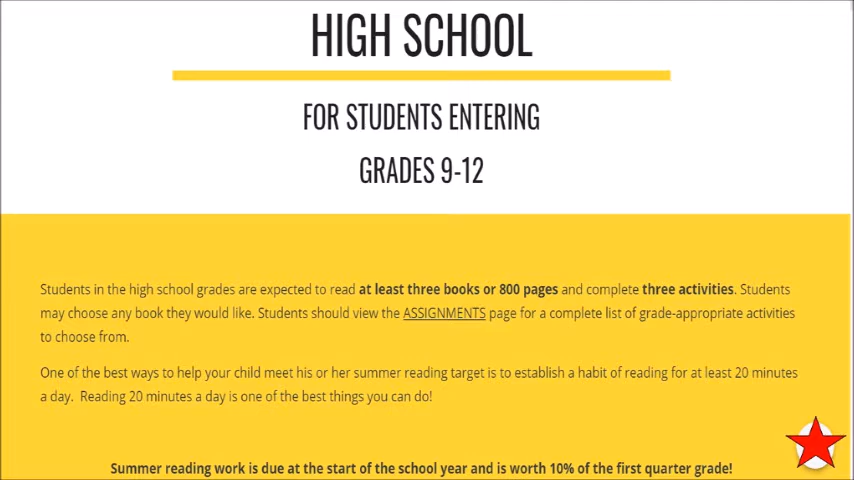 HIGH SCHOOL
FOR STUDENTS ENTERING
GRADES 9-12
Students in the high school grades are expected to read at least three books or 800 pages and complete three activities. Students
may choose any book they would like. Students should view the ASSIGNMENTS page for a complete list of grade-appropriate activities
to choose from.
One of the best ways to help your child meet his or her summer reading target is to establish a habit of reading for at least 20 minutes
a day. Reading 20 minutes a day is one of the best things you can do!
Summer reading work is due at the start of the school year and is worth 10% of the first quarter grade!